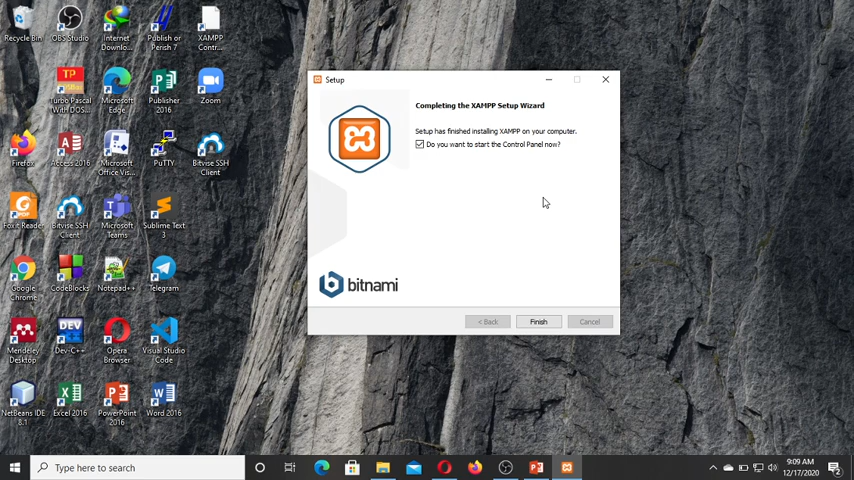 Recycle Bin
OBS Studio
Internet
Downloa...
Publish or
Perish 7
XAMPP
Contr...
TP
Turbo Pascal
With DOS...
Microsoft
Edge
Publisher
2016
Zoom
Firefox
Access 2016
Microsoft
Office Vis...
PuTTY
Bitvise SSH
Client
Foxit Reader
Bitvise SSH
Client
Microsoft
Teams
Sublime Text
3
Google
Chrome
CodeBlocks
Notepad++
Telegram
Mendeley
Desktop
DEV
Dev-C++
Opera
Browser
Visual Studio
Code
NetBeans IDE
8.1
Excel 2016
PowerPoint
2016
Word 2016
Setup
Completing the XAMPP Setup Wizard
Setup has finished installing XAMPP on your computer.
Do you want to start the Control Panel now?
bitnami
< Back
Finish
Cancel
Type here to search
9:09 AM
12/17/2020
2